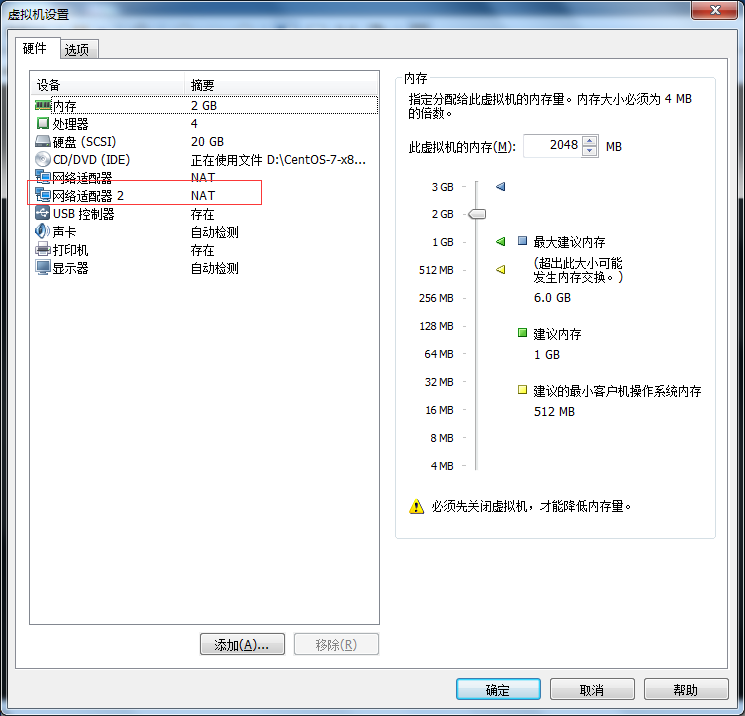 虚拟机设置
硬件 选项
设备 摘要
内存 2 GB
处理器 4
硬盘 (SCSI) 20 GB
CD/DVD (IDE) 正在使用文件 D:\CentOS-7-x8...
网络适配器 NAT
网络适配器 2 NAT
USB 控制器 存在
声卡 自动检测
打印机 存在
显示器 自动检测
添加(A)... 移除(R)
内存
指定分配给此虚拟机的内存量。内存大小必须为 4 MB
的倍数。
此虚拟机的内存(M): 2048 MB
3 GB
2 GB
1 GB
512 MB
256 MB
128 MB
64 MB
32 MB
16 MB
8 MB
4 MB
最大建议内存
(超出此大小可能
发生内存交换。)
6.0 GB
建议内存
1 GB
建议的最小客户机操作系统内存
512 MB
必须先关闭虚拟机，才能降低内存量。
确定 取消 帮助